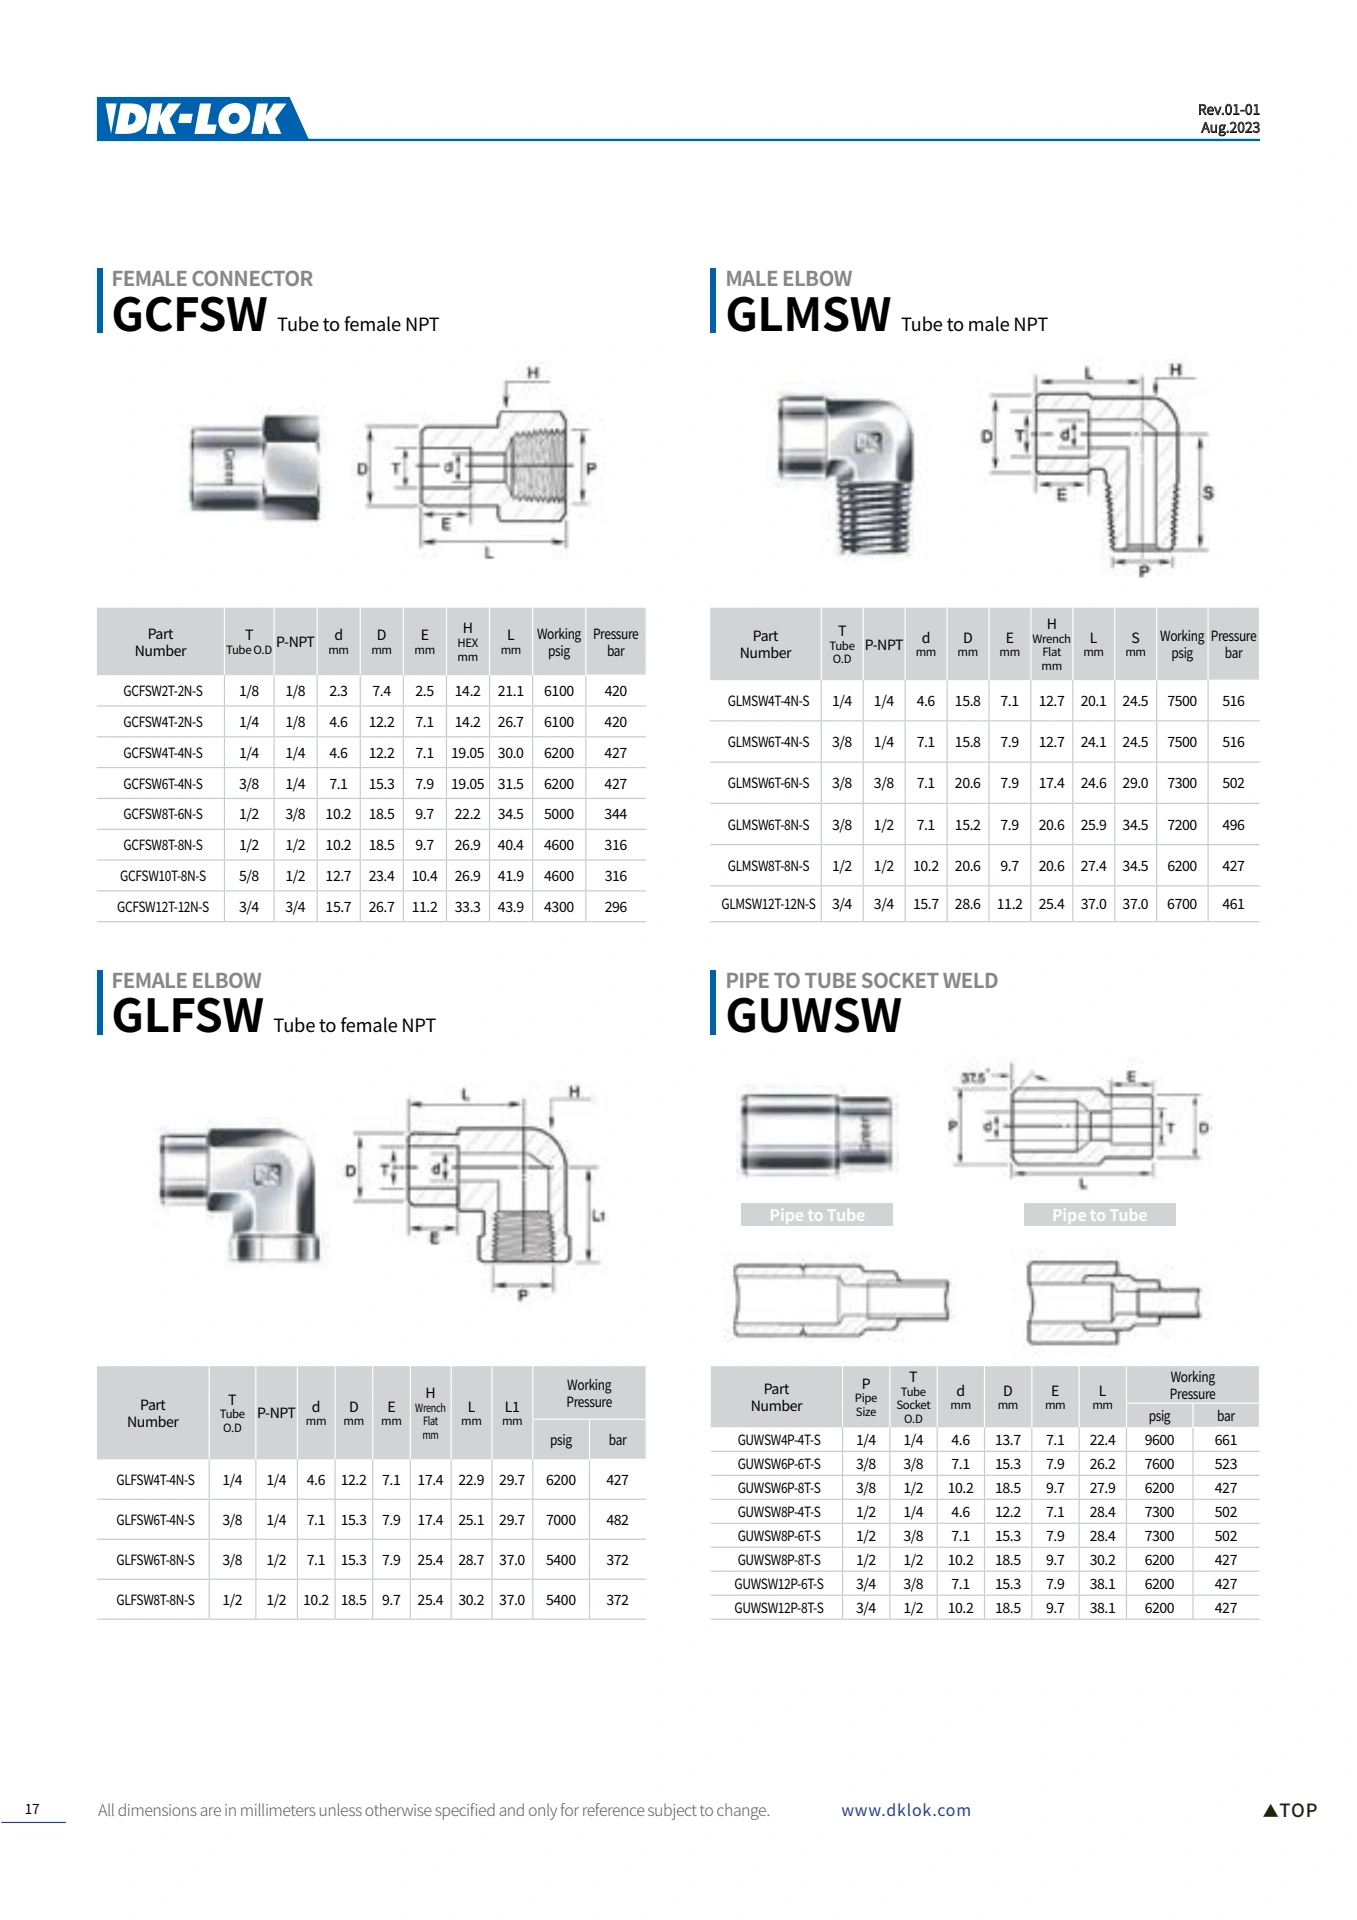 DK-LOK
Rev.01-01
Aug.2023
FEMALE CONNECTOR
GCFSW Tube to female NPT
Green
H
D T d P
E
L
Part Number | T Tube O.D | P-NPT | d mm | D mm | E mm | H HEX mm | L mm | Working psig | Pressure bar
GCFSW2T-2N-S 1/8 1/8 2.3 7.4 2.5 14.2 21.1 6100 420
GCFSW4T-2N-S 1/4 1/8 4.6 12.2 7.1 14.2 26.7 6100 420
GCFSW4T-4N-S 1/4 1/4 4.6 12.2 7.1 19.05 30.0 6200 427
GCFSW6T-4N-S 3/8 1/4 7.1 15.3 7.9 19.05 31.5 6200 427
GCFSW8T-6N-S 1/2 3/8 10.2 18.5 9.7 22.2 34.5 5000 344
GCFSW8T-8N-S 1/2 1/2 10.2 18.5 9.7 26.9 40.4 4600 316
GCFSW10T-8N-S 5/8 1/2 12.7 23.4 10.4 26.9 41.9 4600 316
GCFSW12T-12N-S 3/4 3/4 15.7 26.7 11.2 33.3 43.9 4300 296
MALE ELBOW
GLMSW Tube to male NPT
DK
L H
D T d
E S
P
Part Number | T Tube O.D | P-NPT | d mm | D mm | E mm | H Wrench Flat mm | L mm | S mm | Working psig | Pressure bar
GLMSW4T-4N-S 1/4 1/4 4.6 15.8 7.1 12.7 20.1 24.5 7500 516
GLMSW6T-4N-S 3/8 1/4 7.1 15.8 7.9 12.7 24.1 24.5 7500 516
GLMSW6T-6N-S 3/8 3/8 7.1 20.6 7.9 17.4 24.6 29.0 7300 502
GLMSW6T-8N-S 3/8 1/2 7.1 15.2 7.9 20.6 25.9 34.5 7200 496
GLMSW8T-8N-S 1/2 1/2 10.2 20.6 9.7 20.6 27.4 34.5 6200 427
GLMSW12T-12N-S 3/4 3/4 15.7 28.6 11.2 25.4 37.0 37.0 6700 461
FEMALE ELBOW
GLFSW Tube to female NPT
DK
L H
D T d
E L1
P
Part Number | T Tube O.D | P-NPT | d mm | D mm | E mm | H Wrench Flat mm | L mm | L1 mm | Working Pressure psig | bar
GLFSW4T-4N-S 1/4 1/4 4.6 12.2 7.1 17.4 22.9 29.7 6200 427
GLFSW6T-4N-S 3/8 1/4 7.1 15.3 7.9 17.4 25.1 29.7 7000 482
GLFSW6T-8N-S 3/8 1/2 7.1 15.3 7.9 25.4 28.7 37.0 5400 372
GLFSW8T-8N-S 1/2 1/2 10.2 18.5 9.7 25.4 30.2 37.0 5400 372
PIPE TO TUBE SOCKET WELD
GUWSW
Green
37.5° E
P d T D
L
Pipe to Tube
Pipe to Tube
Part Number | P Pipe Size | T Tube Socket O.D | d mm | D mm | E mm | L mm | Working Pressure psig | bar
GUWSW4P-4T-S 1/4 1/4 4.6 13.7 7.1 22.4 9600 661
GUWSW6P-6T-S 3/8 3/8 7.1 15.3 7.9 26.2 7600 523
GUWSW6P-8T-S 3/8 1/2 10.2 18.5 9.7 27.9 6200 427
GUWSW8P-4T-S 1/2 1/4 4.6 12.2 7.1 28.4 7300 502
GUWSW8P-6T-S 1/2 3/8 7.1 15.3 7.9 28.4 7300 502
GUWSW8P-8T-S 1/2 1/2 10.2 18.5 9.7 30.2 6200 427
GUWSW12P-6T-S 3/4 3/8 7.1 15.3 7.9 38.1 6200 427
GUWSW12P-8T-S 3/4 1/2 10.2 18.5 9.7 38.1 6200 427
17
All dimensions are in millimeters unless otherwise specified and only for reference subject to change.
www.dklok.com
▲TOP